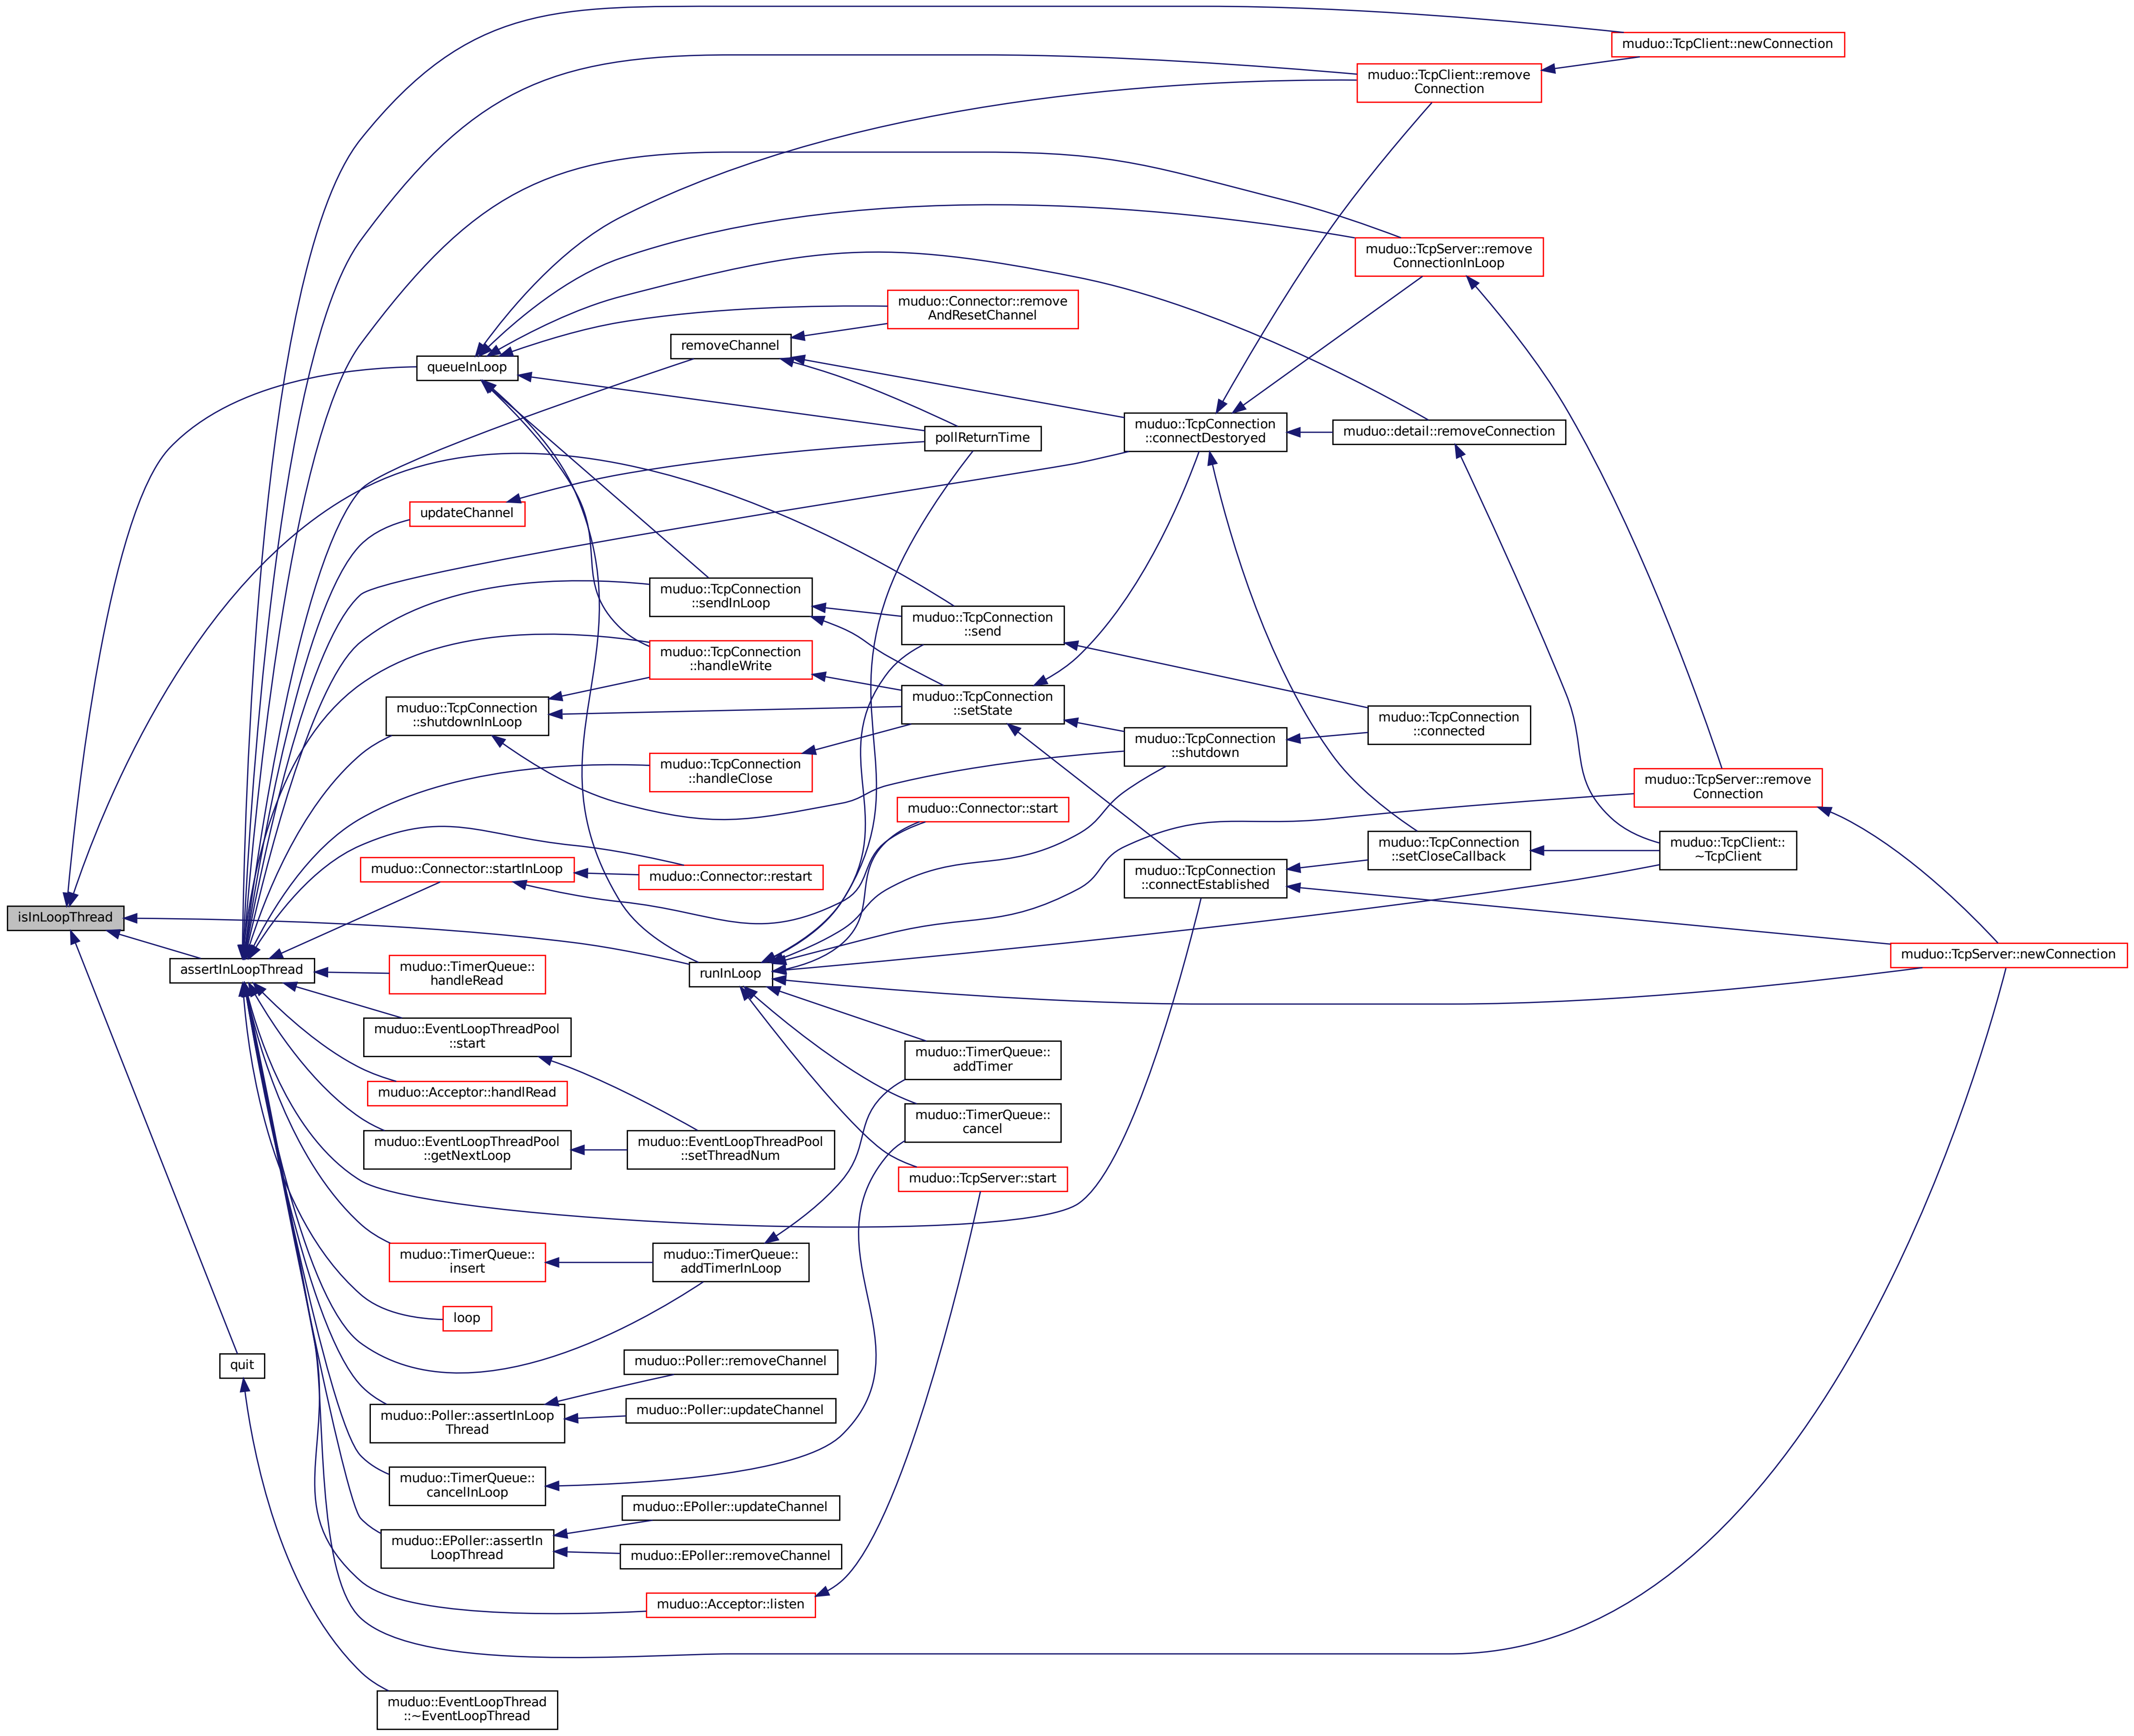 muduo::TcpClient::newConnection
muduo::TcpClient::remove
Connection
muduo::TcpServer::remove
ConnectionInLoop
muduo::Connector::remove
AndResetChannel
removeChannel
queueInLoop
muduo::TcpConnection
::connectDestoryed
muduo::detail::removeConnection
pollReturnTime
updateChannel
muduo::TcpConnection
::sendInLoop
muduo::TcpConnection
::send
muduo::TcpConnection
::handleWrite
muduo::TcpConnection
::shutdownInLoop
muduo::TcpConnection
::setState
muduo::TcpConnection
::connected
muduo::TcpConnection
::shutdown
muduo::TcpConnection
::handleClose
muduo::TcpServer::remove
Connection
muduo::Connector::start
muduo::TcpConnection
::setCloseCallback
muduo::TcpClient::
~TcpClient
muduo::Connector::startInLoop
muduo::Connector::restart
muduo::TcpConnection
::connectEstablished
isInLoopThread
muduo::TcpServer::newConnection
assertInLoopThread
muduo::TimerQueue::
handleRead
runInLoop
muduo::EventLoopThreadPool
::start
muduo::TimerQueue::
addTimer
muduo::Acceptor::handlRead
muduo::TimerQueue::
cancel
muduo::EventLoopThreadPool
::getNextLoop
muduo::EventLoopThreadPool
::setThreadNum
muduo::TcpServer::start
muduo::TimerQueue::
insert
muduo::TimerQueue::
addTimerInLoop
loop
quit
muduo::Poller::removeChannel
muduo::Poller::assertInLoop
Thread
muduo::Poller::updateChannel
muduo::TimerQueue::
cancelInLoop
muduo::EPoller::updateChannel
muduo::EPoller::assertIn
LoopThread
muduo::EPoller::removeChannel
muduo::Acceptor::listen
muduo::EventLoopThread
::~EventLoopThread